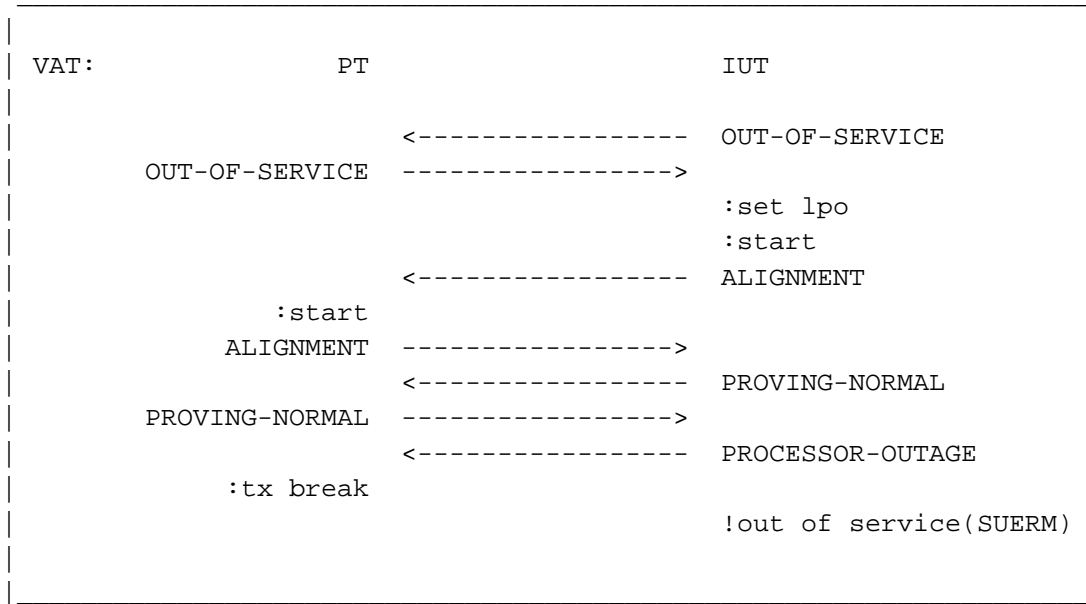 VAT: PT IUT
<----------------- OUT-OF-SERVICE
OUT-OF-SERVICE ----------------->
:set lpo
:start
<----------------- ALIGNMENT
:start
ALIGNMENT ----------------->
<----------------- PROVING-NORMAL
PROVING-NORMAL ----------------->
<----------------- PROCESSOR-OUTAGE
:tx break
!out of service(SUERM)